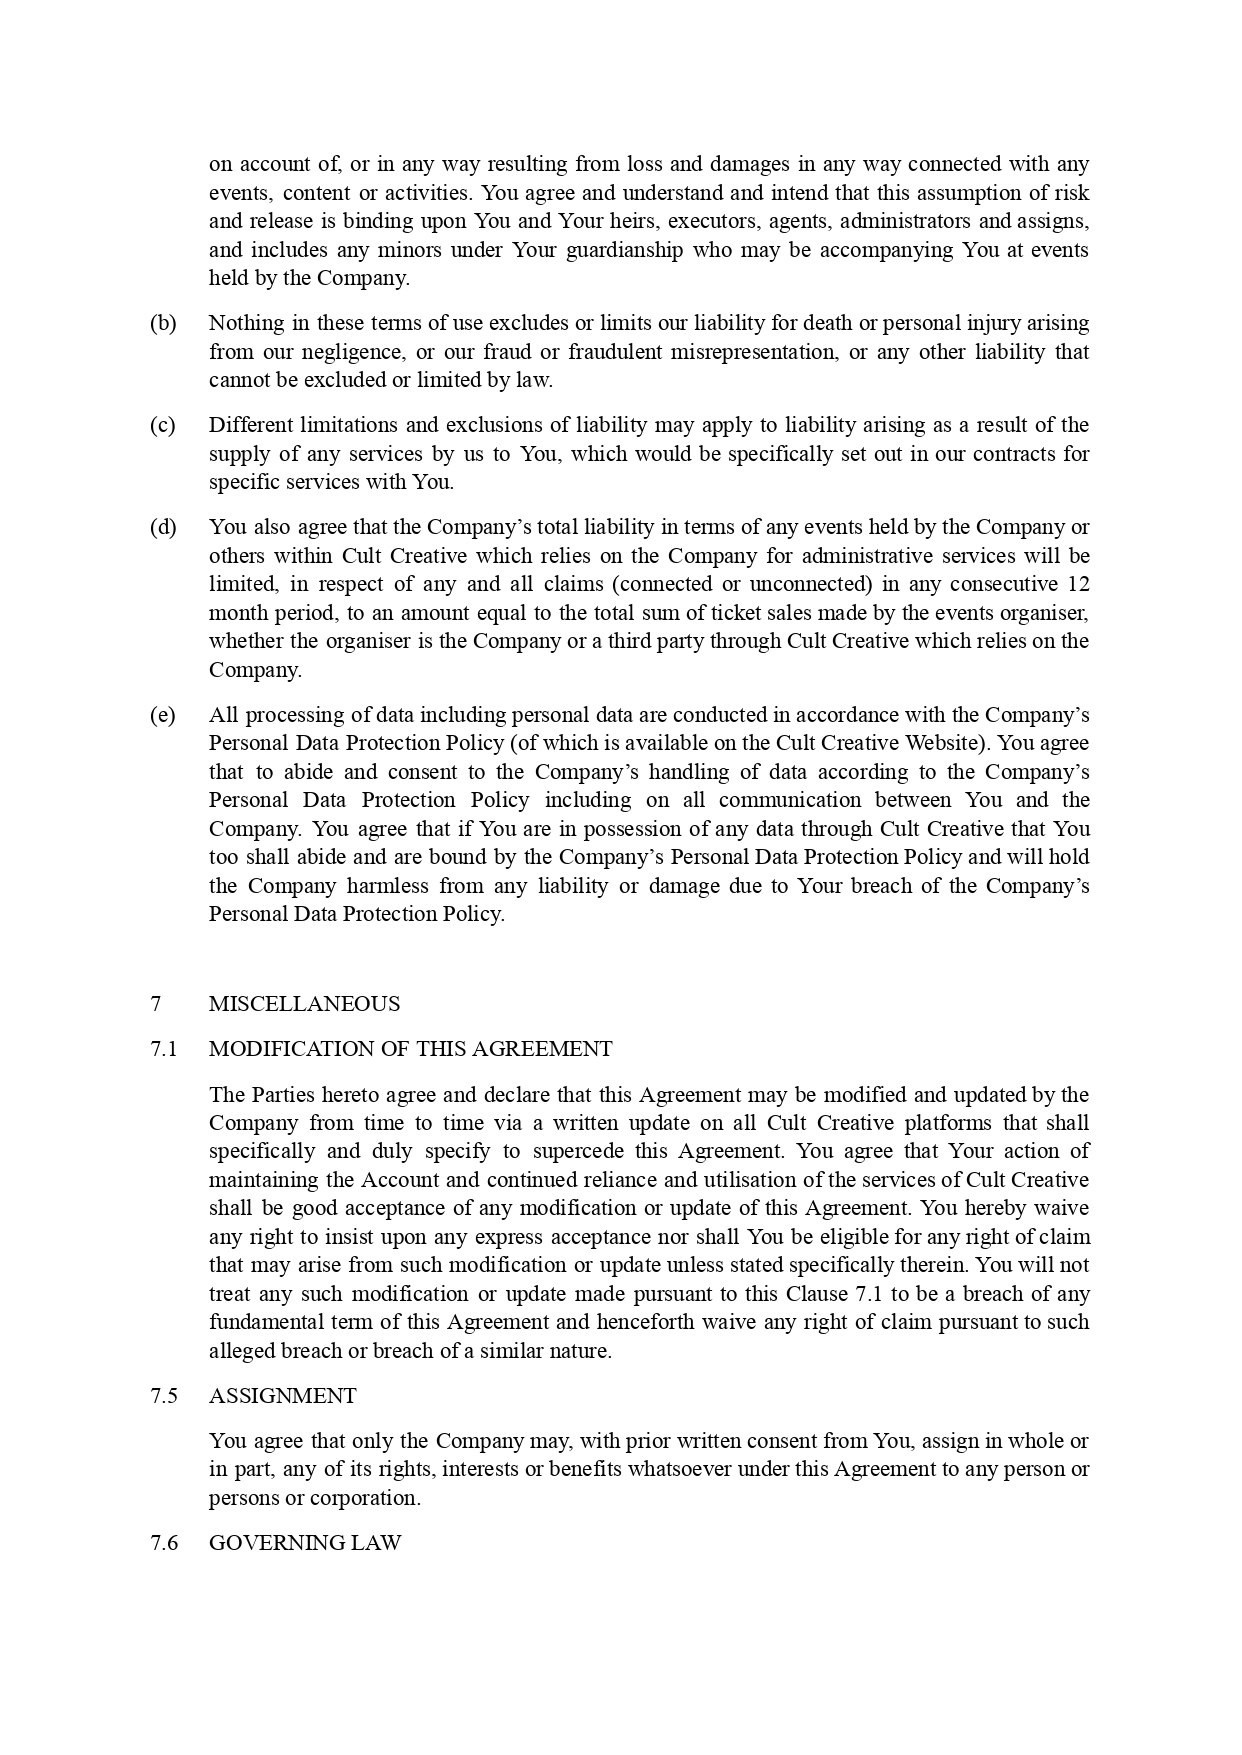 on account of, or in any way resulting from loss and damages in any way connected with any
events, content or activities. You agree and understand and intend that this assumption of risk
and release is binding upon You and Your heirs, executors, agents, administrators and assigns,
and includes any minors under Your guardianship who may be accompanying You at events
held by the Company.
(b) Nothing in these terms of use excludes or limits our liability for death or personal injury arising
from our negligence, or our fraud or fraudulent misrepresentation, or any other liability that
cannot be excluded or limited by law.
(c) Different limitations and exclusions of liability may apply to liability arising as a result of the
supply of any services by us to You, which would be specifically set out in our contracts for
specific services with You.
(d) You also agree that the Company’s total liability in terms of any events held by the Company or
others within Cult Creative which relies on the Company for administrative services will be
limited, in respect of any and all claims (connected or unconnected) in any consecutive 12
month period, to an amount equal to the total sum of ticket sales made by the events organiser,
whether the organiser is the Company or a third party through Cult Creative which relies on the
Company.
(e) All processing of data including personal data are conducted in accordance with the Company’s
Personal Data Protection Policy (of which is available on the Cult Creative Website). You agree
that to abide and consent to the Company’s handling of data according to the Company’s
Personal Data Protection Policy including on all communication between You and the
Company. You agree that if You are in possession of any data through Cult Creative that You
too shall abide and are bound by the Company’s Personal Data Protection Policy and will hold
the Company harmless from any liability or damage due to Your breach of the Company’s
Personal Data Protection Policy.
7 MISCELLANEOUS
7.1 MODIFICATION OF THIS AGREEMENT
The Parties hereto agree and declare that this Agreement may be modified and updated by the
Company from time to time via a written update on all Cult Creative platforms that shall
specifically and duly specify to supercede this Agreement. You agree that Your action of
maintaining the Account and continued reliance and utilisation of the services of Cult Creative
shall be good acceptance of any modification or update of this Agreement. You hereby waive
any right to insist upon any express acceptance nor shall You be eligible for any right of claim
that may arise from such modification or update unless stated specifically therein. You will not
treat any such modification or update made pursuant to this Clause 7.1 to be a breach of any
fundamental term of this Agreement and henceforth waive any right of claim pursuant to such
alleged breach or breach of a similar nature.
7.5 ASSIGNMENT
You agree that only the Company may, with prior written consent from You, assign in whole or
in part, any of its rights, interests or benefits whatsoever under this Agreement to any person or
persons or corporation.
7.6 GOVERNING LAW